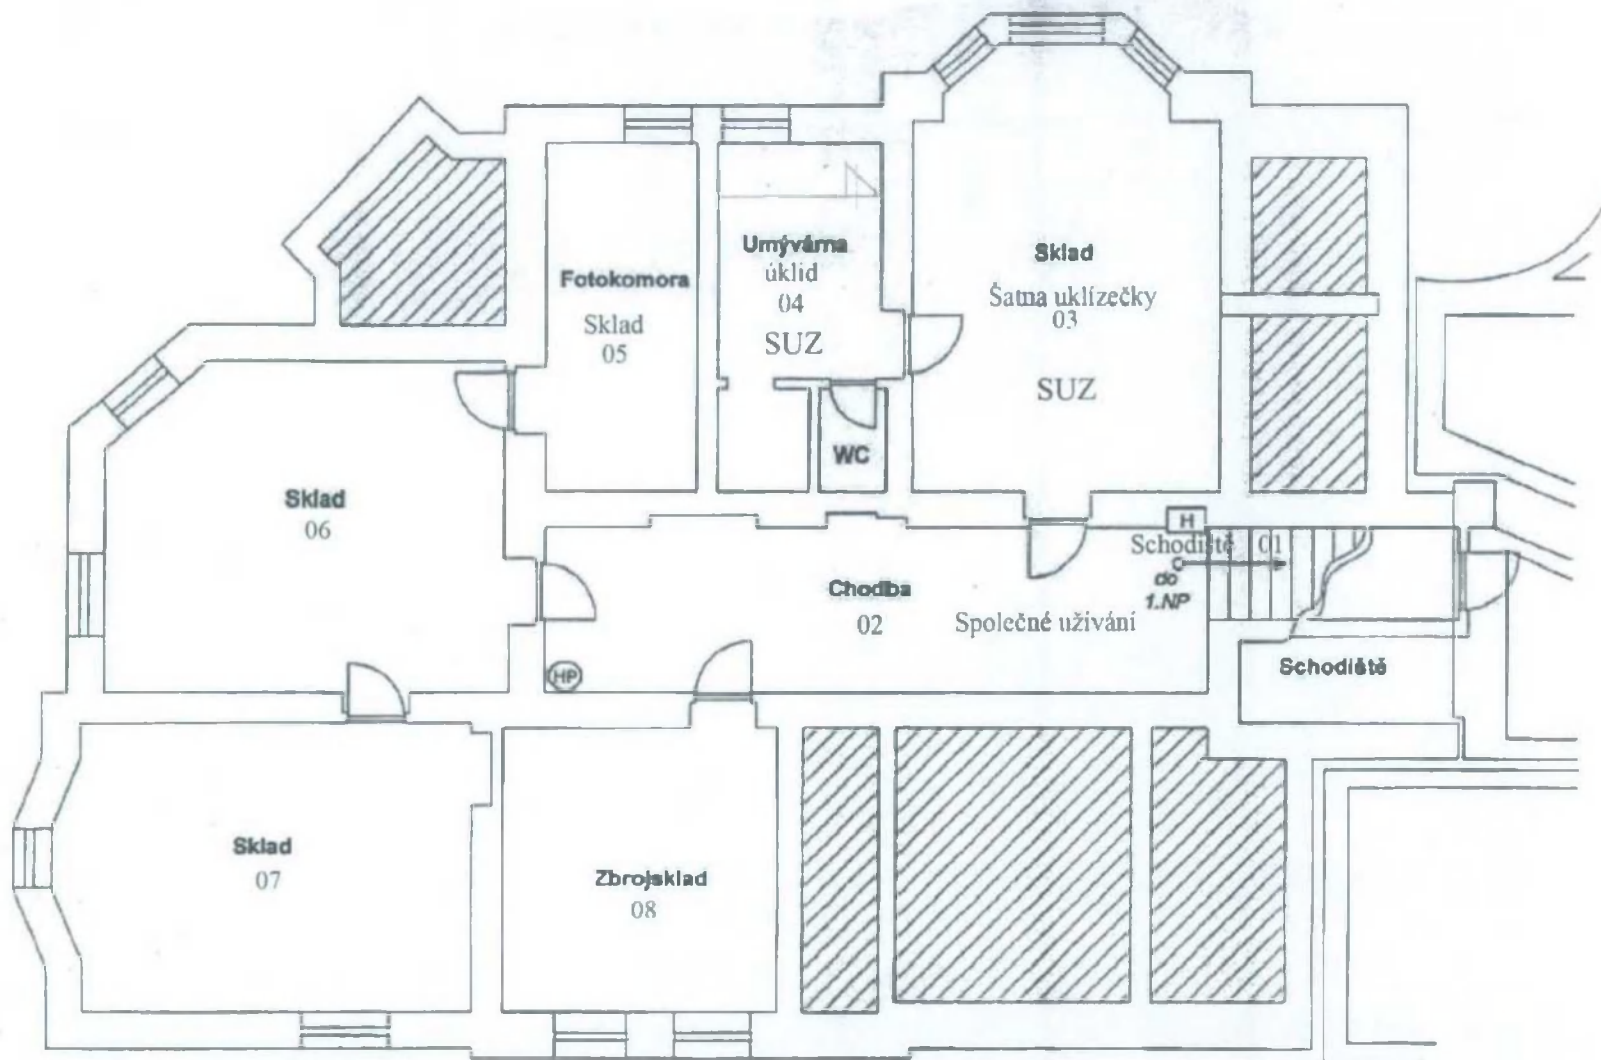 Umývárna
úklid
04
SUZ
Sklad
Šatna uklízečky
03
SUZ
Fotokomora
Sklad
05
WC
Sklad
06
H
Schodiště 01
do
1.NP
Chodba
02
Společné užívání
HP
Schodiště
Sklad
07
Zbrojsklad
08